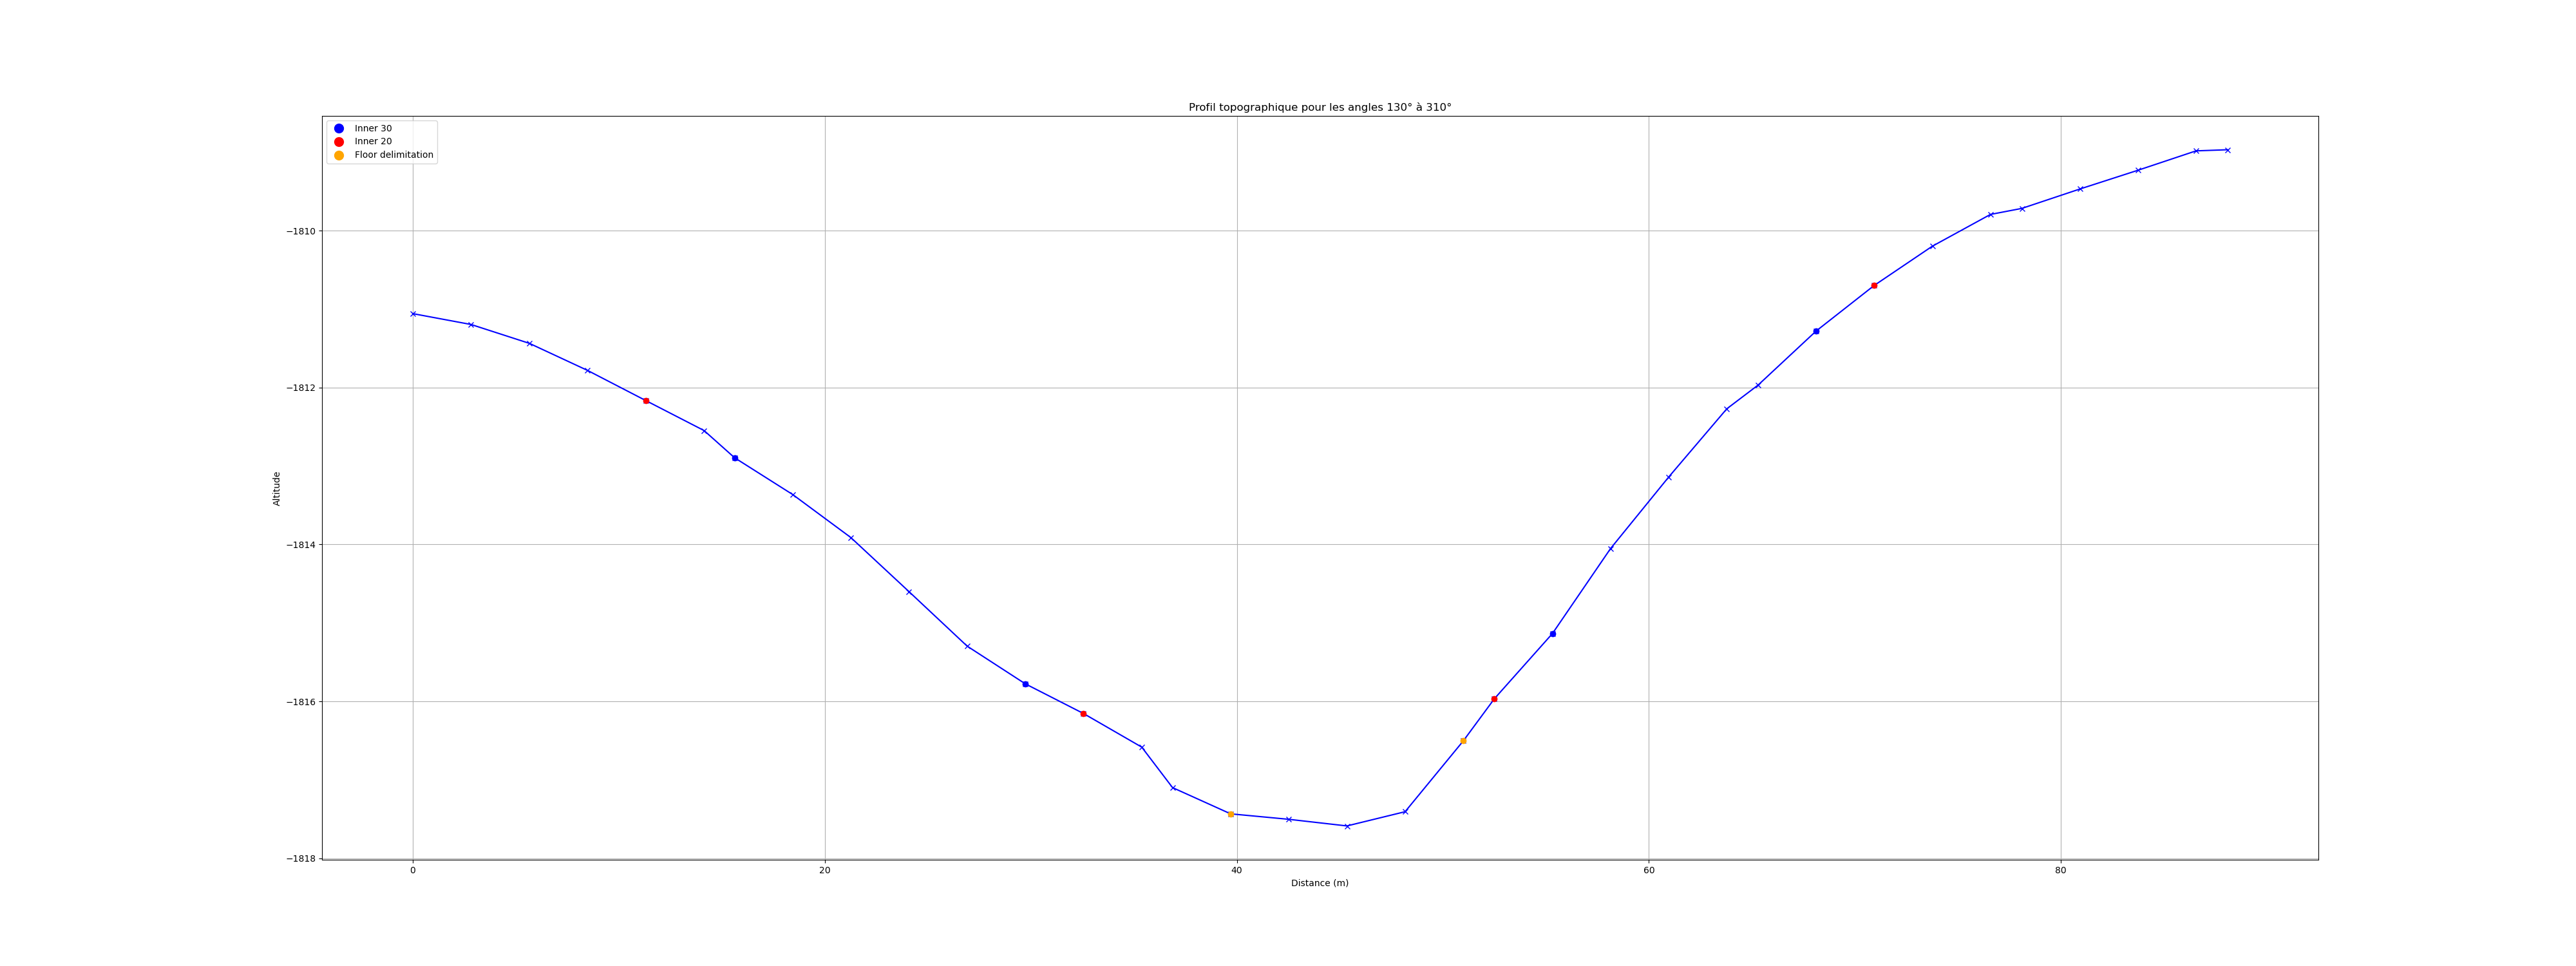 Profil topographique pour les angles 130° à 310°
Inner 30
Inner 20
Floor delimitation
−1810
−1812
−1814
−1816
−1818
Altitude
0 20 40 60 80
Distance (m)